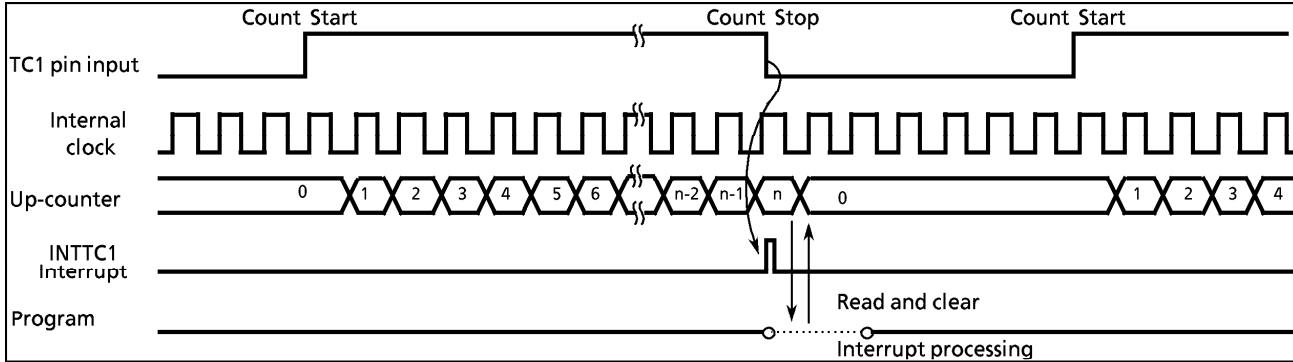 Count Start
Count Stop
Count Start
TC1 pin input
Internal
clock
Up-counter
0 1 2 3 4 5 6 n-2 n-1 n 0 1 2 3 4
INTTC1
Interrupt
Read and clear
Program
Interrupt processing